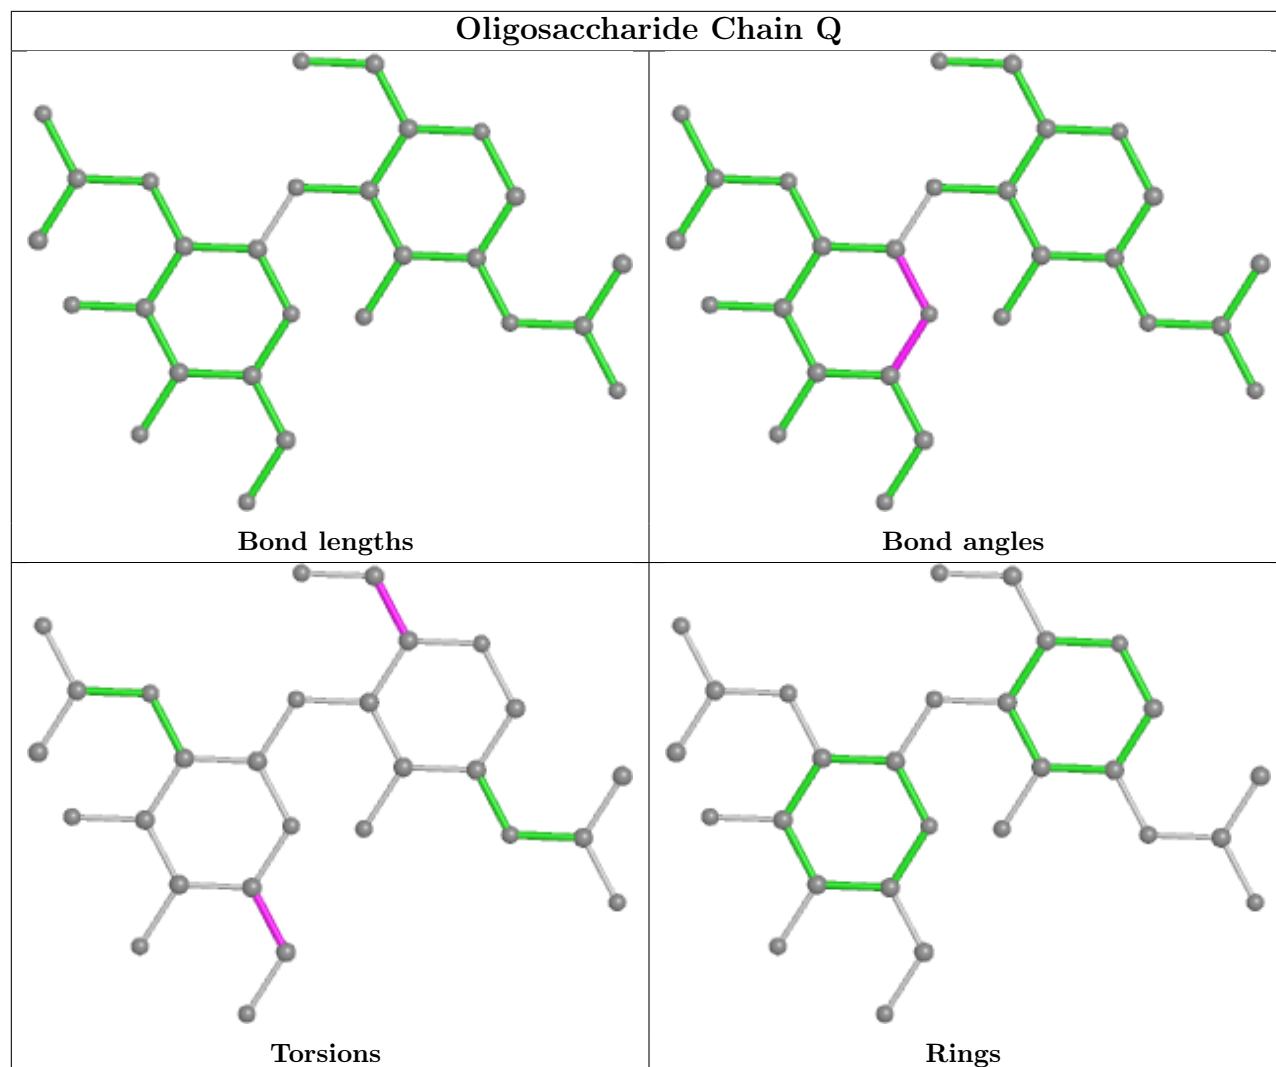 Oligosaccharide Chain Q
Bond lengths
Bond angles
Torsions
Rings